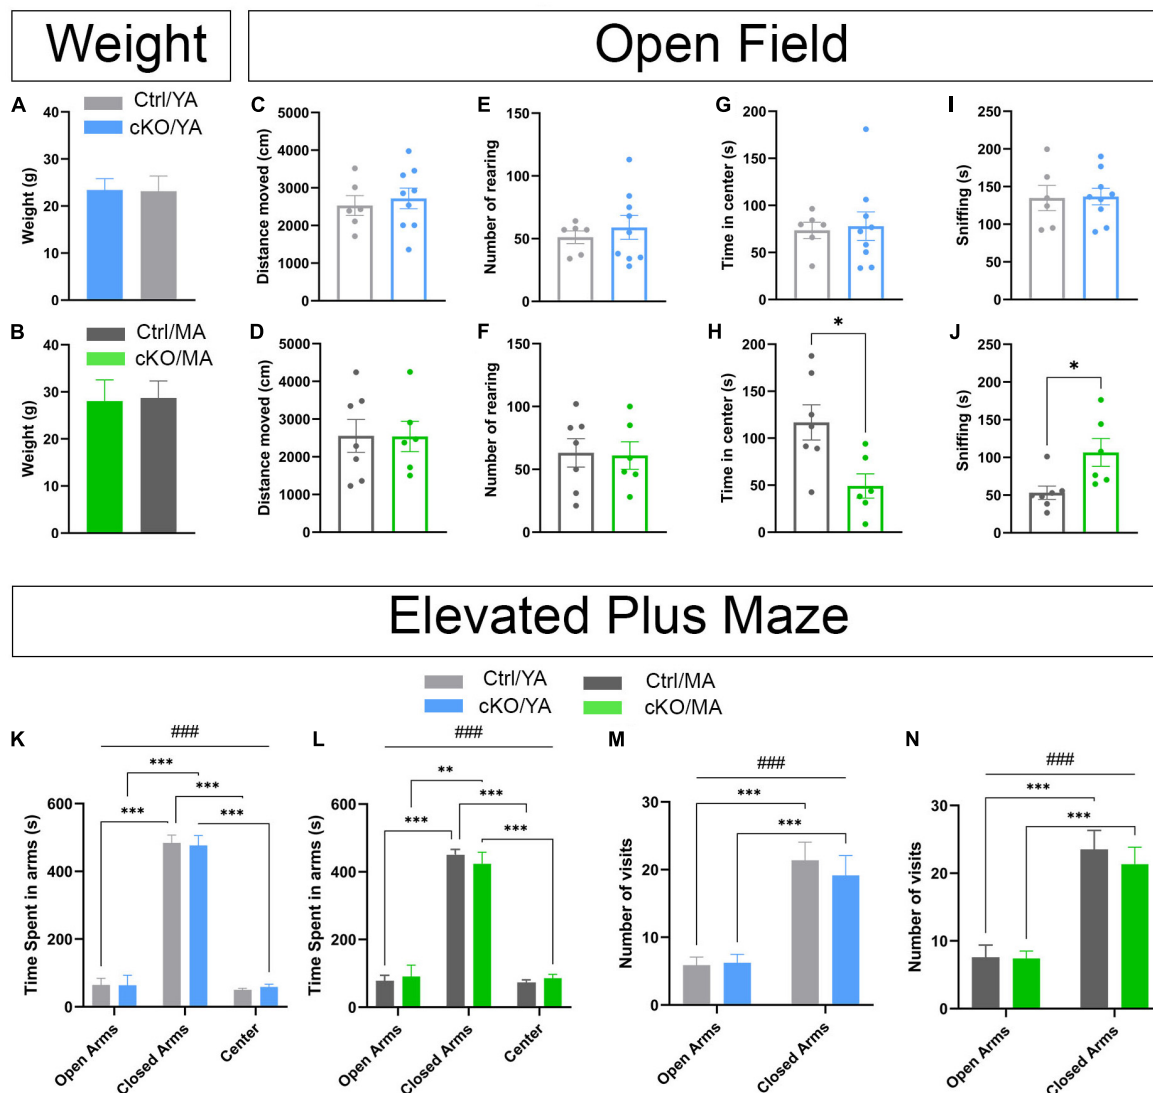 Weight
Open Field
A
Ctrl/YA
cKO/YA
Weight (g)
40
30
20
10
0
C
Distance moved (cm)
5000
4000
3000
2000
1000
0
E
Number of rearing
150
100
50
0
G
Time in center (s)
200
150
100
50
0
I
Sniffing (s)
250
200
150
100
50
0
B
Ctrl/MA
cKO/MA
Weight (g)
40
30
20
10
0
D
Distance moved (cm)
5000
4000
3000
2000
1000
0
F
Number of rearing
150
100
50
0
H
*
Time in center (s)
200
150
100
50
0
J
*
Sniffing (s)
250
200
150
100
50
0
Elevated Plus Maze
Ctrl/YA
cKO/YA
Ctrl/MA
cKO/MA
K
###
***
***
***
***
Time Spent in arms (s)
600
400
200
0
Open Arms
Closed Arms
Center
L
###
**
***
***
***
Time Spent in arms (s)
600
400
200
0
Open Arms
Closed Arms
Center
M
###
***
***
Number of visits
30
20
10
0
Open Arms
Closed Arms
N
###
***
***
Number of visits
30
20
10
0
Open Arms
Closed Arms